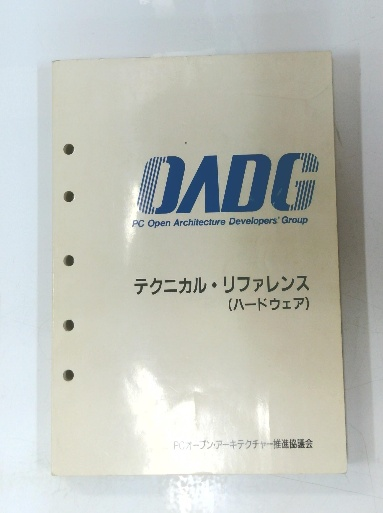 OADG
PC Open Architecture Developers' Group
テクニカル・リファレンス
(ハードウェア)
PCオープン・アーキテクチャー推進協議会